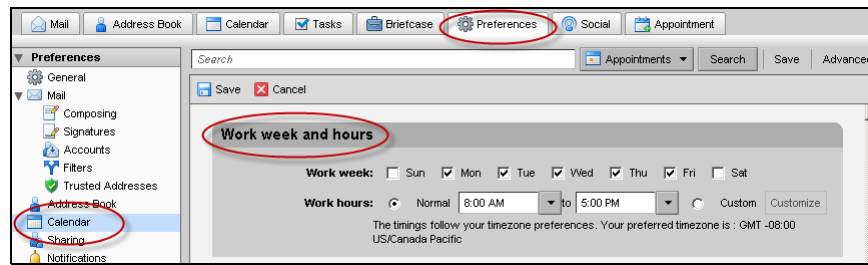 Mail Address Book Calendar Tasks Briefcase Preferences Social Appointment
Preferences
Search Appointments Search Save Advanced
General
Mail
Composing
Signatures
Accounts
Filters
Trusted Addresses
Address Book
Calendar
Sharing
Notifications
Save Cancel
Work week and hours
Work week: Sun Mon Tue Wed Thu Fri Sat
Work hours: Normal 8:00 AM to 5:00 PM Custom Customize
The timings follow your timezone preferences. Your preferred timezone is : GMT -08:00
US/Canada Pacific